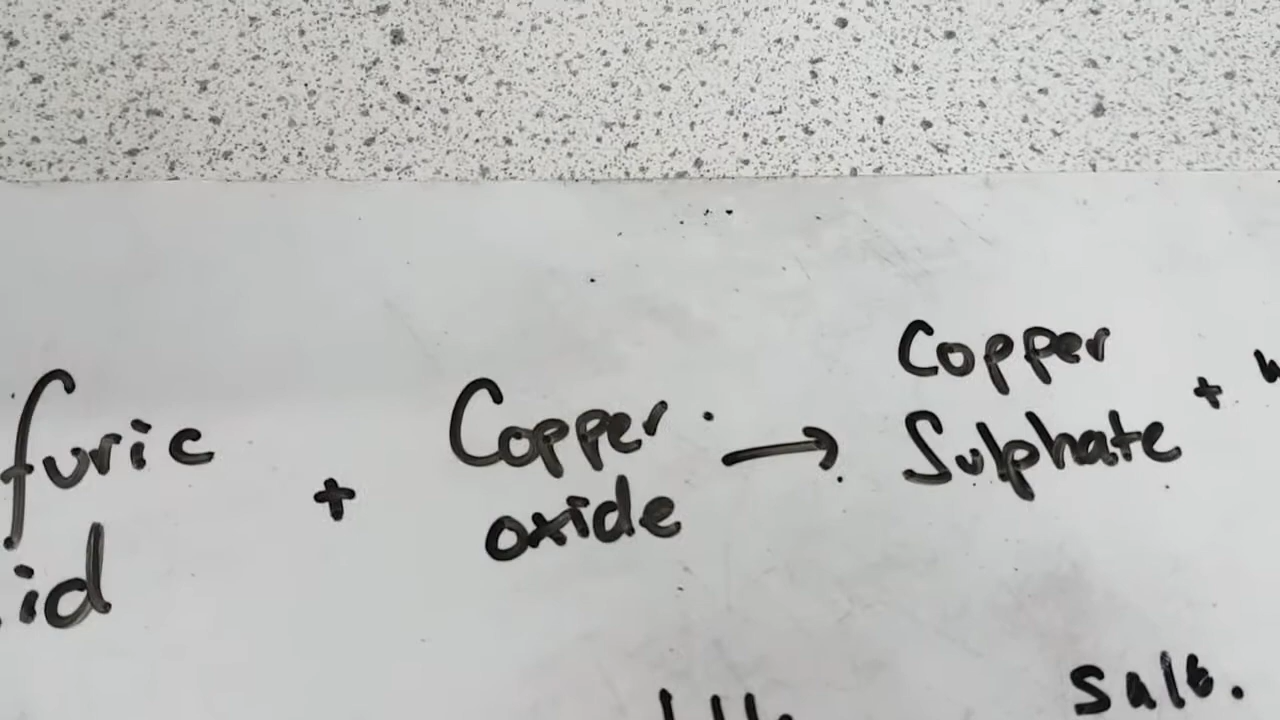 furic + Copper → Copper
oxide Sulphate +
id
salt.